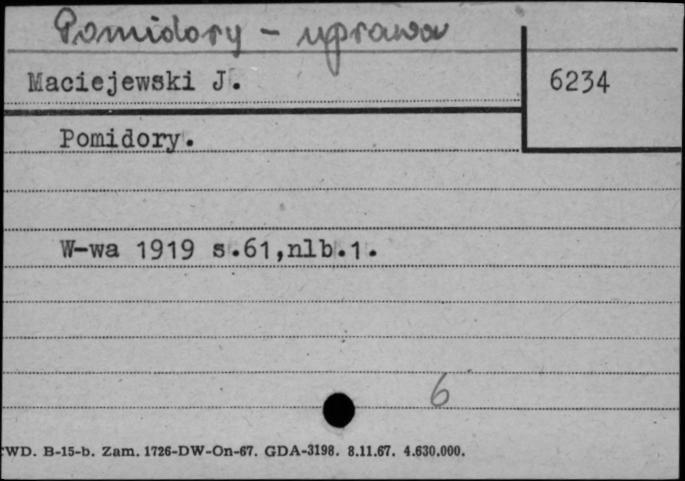 Pomidory - uprawa
Maciejewski J.
6234
Pomidory.
W-wa 1919 s.61,nlb.1.
6
WD. B-15-b. Zam. 1726-DW-On-67. GDA-3198. 8.11.67. 4.630.000.